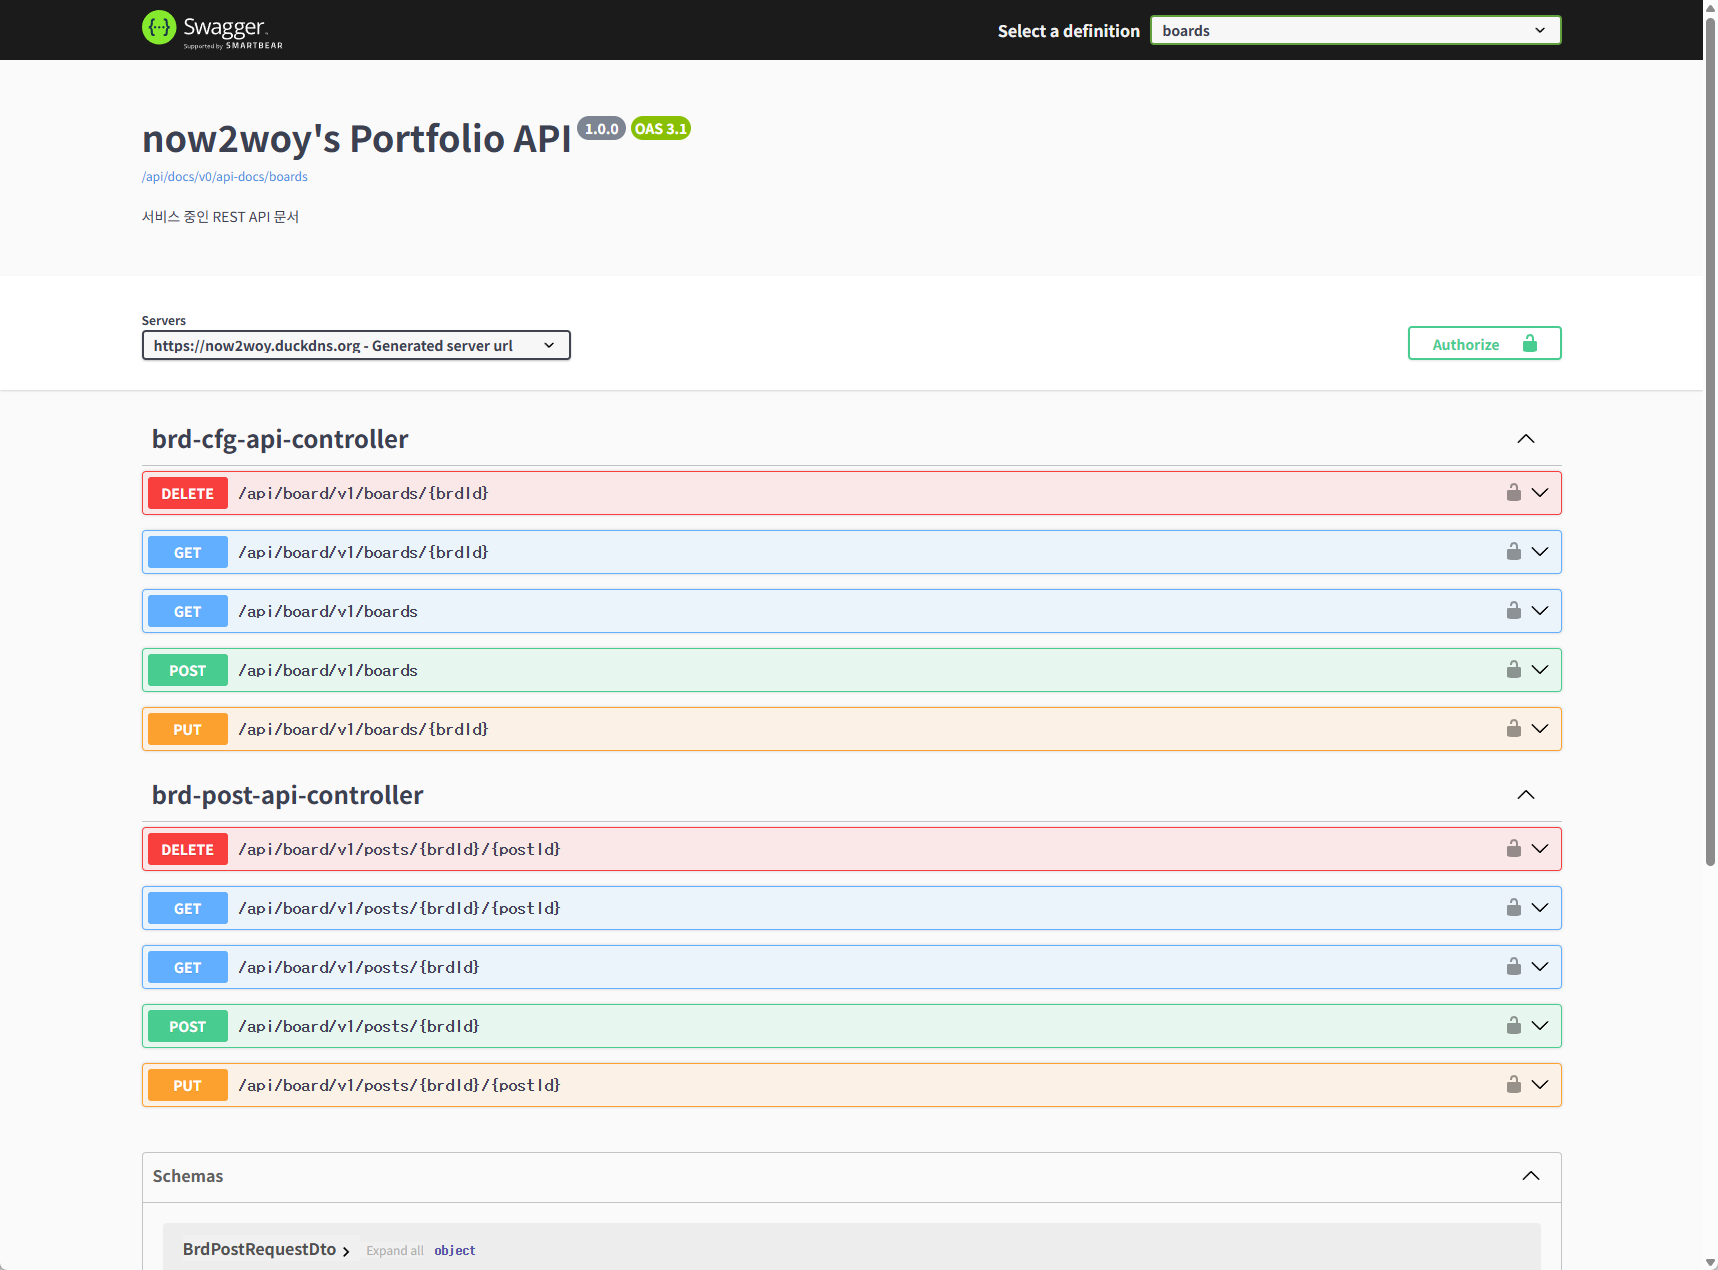 Swagger
Supported by SMARTBEAR
Select a definition
boards
now2woy's Portfolio API 1.0.0 OAS 3.1
/api/docs/v0/api-docs/boards
서비스 중인 REST API 문서
Servers
https://now2woy.duckdns.org - Generated server url
Authorize
brd-cfg-api-controller
DELETE /api/board/v1/boards/{brdId}
GET /api/board/v1/boards/{brdId}
GET /api/board/v1/boards
POST /api/board/v1/boards
PUT /api/board/v1/boards/{brdId}
brd-post-api-controller
DELETE /api/board/v1/posts/{brdId}/{postId}
GET /api/board/v1/posts/{brdId}/{postId}
GET /api/board/v1/posts/{brdId}
POST /api/board/v1/posts/{brdId}
PUT /api/board/v1/posts/{brdId}/{postId}
Schemas
BrdPostRequestDto Expand all object